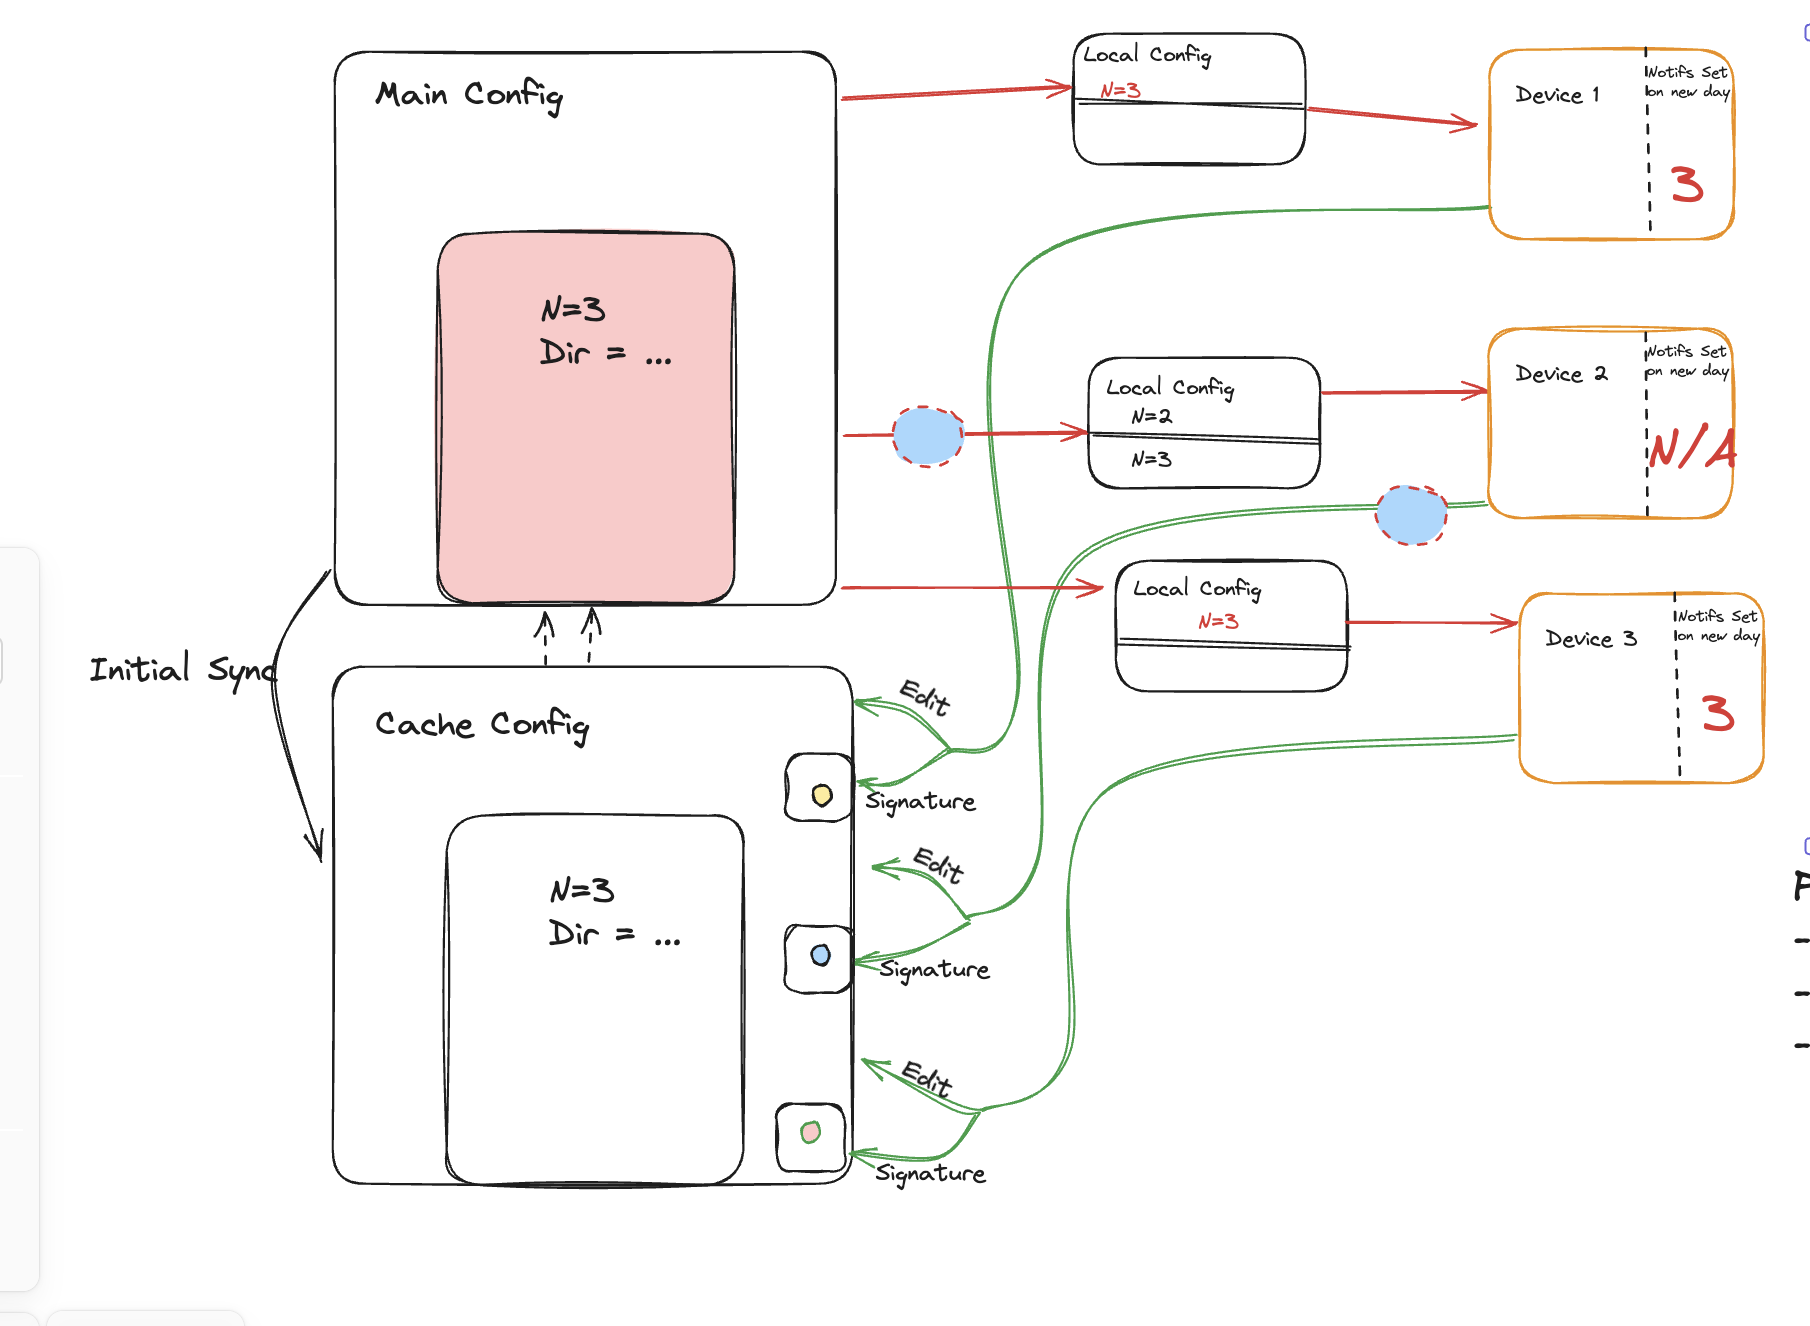 Main Config
N=3
Dir = ...
Initial Sync
Cache Config
N=3
Dir = ...
Local Config
N=3
Device 1
Notifs Set
on new day
3
Local Config
N=2
N=3
Device 2
Notifs Set
on new day
N/A
Local Config
N=3
Device 3
Notifs Set
on new day
3
Edit
Signature
Edit
Signature
Edit
Signature